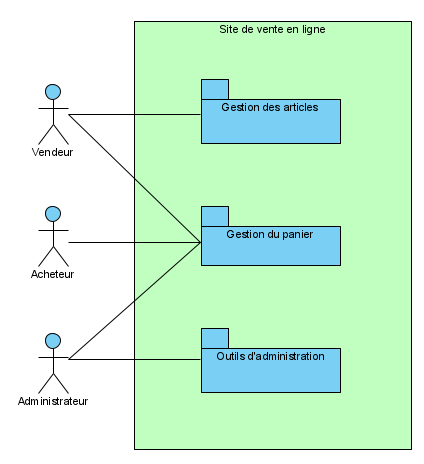 Site de vente en ligne
Gestion des articles
Vendeur
Gestion du panier
Acheteur
Outils d'administration
Administrateur